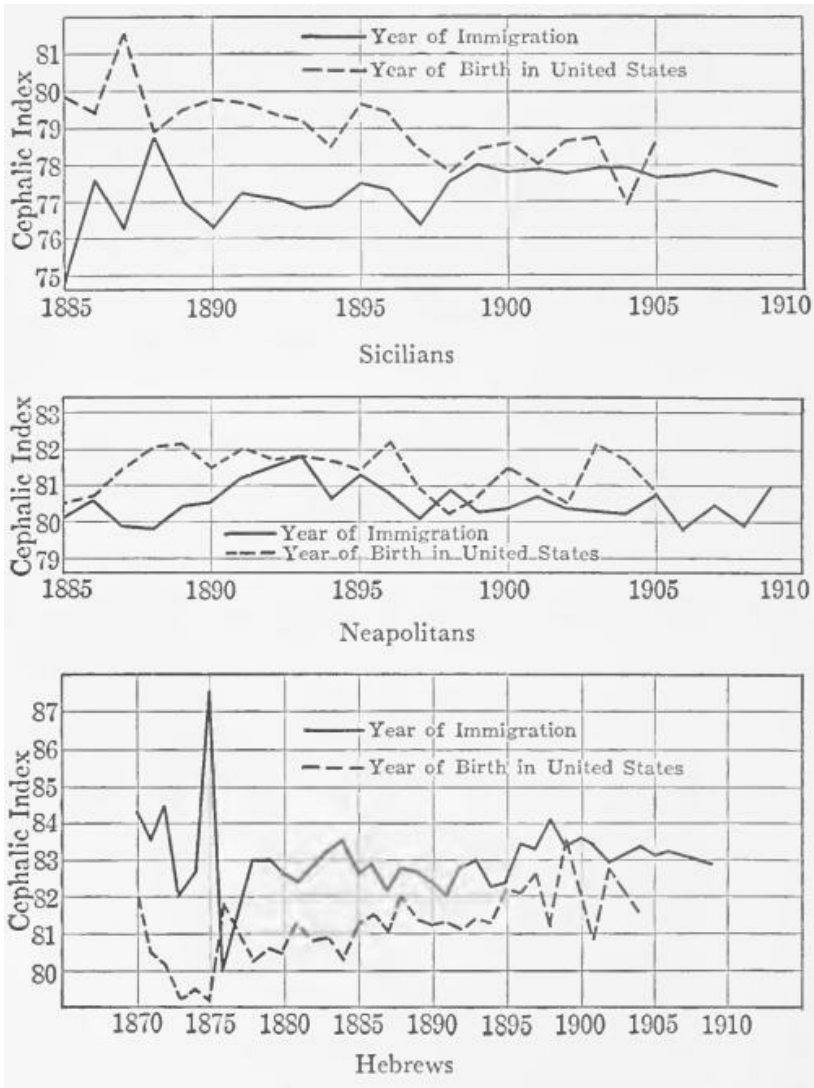 Cephalic Index
81
80
79
78
77
76
75
Year of Immigration
Year of Birth in United States
1885 1890 1895 1900 1905 1910
Sicilians
Cephalic Index
83
82
81
80
79
Year of Immigration
Year of Birth in United States
1885 1890 1895 1900 1905 1910
Neapolitans
Cephalic Index
87
86
85
84
83
82
81
80
Year of Immigration
Year of Birth in United States
1870 1875 1880 1885 1890 1895 1900 1905 1910
Hebrews